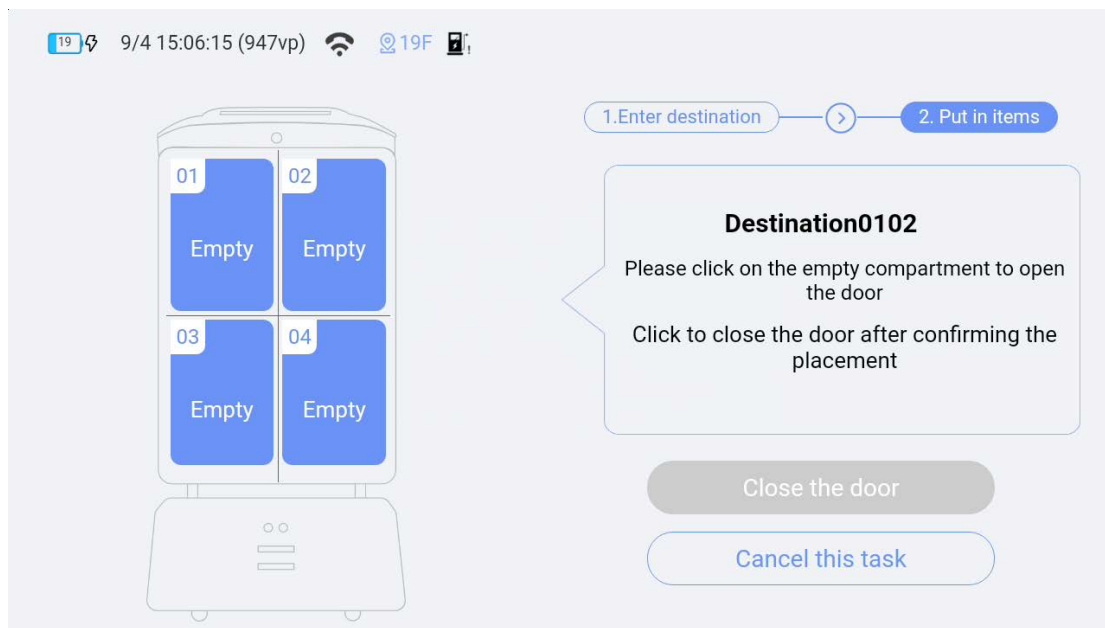 19 9/4 15:06:15 (947vp) 19F
1.Enter destination 2. Put in items
01 02
Empty Empty
03 04
Empty Empty
Destination0102
Please click on the empty compartment to open
the door
Click to close the door after confirming the
placement
Close the door
Cancel this task